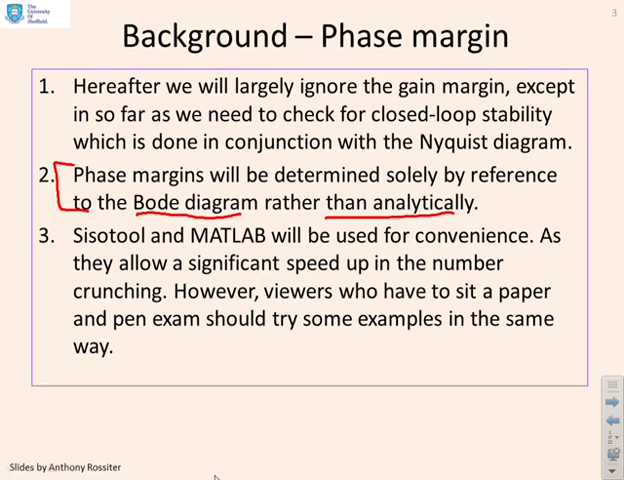 The
University
Of
Sheffield.
3
Background – Phase margin
1. Hereafter we will largely ignore the gain margin, except
in so far as we need to check for closed-loop stability
which is done in conjunction with the Nyquist diagram.
2. Phase margins will be determined solely by reference
to the Bode diagram rather than analytically.
3. Sisotool and MATLAB will be used for convenience. As
they allow a significant speed up in the number
crunching. However, viewers who have to sit a paper
and pen exam should try some examples in the same
way.
Slides by Anthony Rossiter